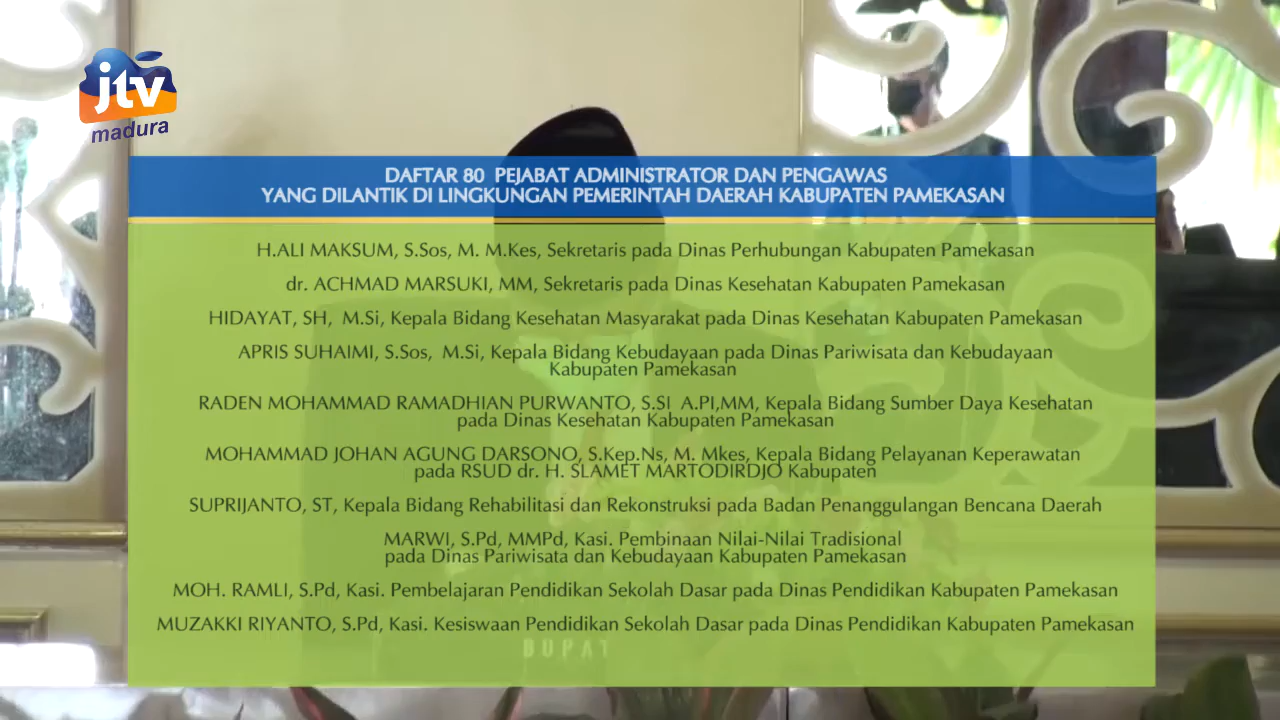 jtv
madura
DAFTAR 80 PEJABAT ADMINISTRATOR DAN PENGAWAS
YANG DILANTIK DI LINGKUNGAN PEMERINTAH DAERAH KABUPATEN PAMEKASAN
H.ALI MAKSUM, S.Sos, M. M.Kes, Sekretaris pada Dinas Perhubungan Kabupaten Pamekasan
dr. ACHMAD MARSUKI, MM, Sekretaris pada Dinas Kesehatan Kabupaten Pamekasan
HIDAYAT, SH, M.Si, Kepala Bidang Kesehatan Masyarakat pada Dinas Kesehatan Kabupaten Pamekasan
APRIS SUHAIMI, S.Sos, M.Si, Kepala Bidang Kebudayaan pada Dinas Pariwisata dan Kebudayaan
Kabupaten Pamekasan
RADEN MOHAMMAD RAMADHIAN PURWANTO, S.SI A.PI,MM, Kepala Bidang Sumber Daya Kesehatan
pada Dinas Kesehatan Kabupaten Pamekasan
MOHAMMAD JOHAN AGUNG DARSONO, S.Kep.Ns, M. Mkes, Kepala Bidang Pelayanan Keperawatan
pada RSUD dr. H. SLAMET MARTODIRDJO Kabupaten
SUPRIJANTO, ST, Kepala Bidang Rehabilitasi dan Rekonstruksi pada Badan Penanggulangan Bencana Daerah
MARWI, S.Pd, MMPd, Kasi. Pembinaan Nilai-Nilai Tradisional
pada Dinas Pariwisata dan Kebudayaan Kabupaten Pamekasan
MOH. RAMLI, S.Pd, Kasi. Pembelajaran Pendidikan Sekolah Dasar pada Dinas Pendidikan Kabupaten Pamekasan
MUZAKKI RIYANTO, S.Pd, Kasi. Kesiswaan Pendidikan Sekolah Dasar pada Dinas Pendidikan Kabupaten Pamekasan
BUPAT